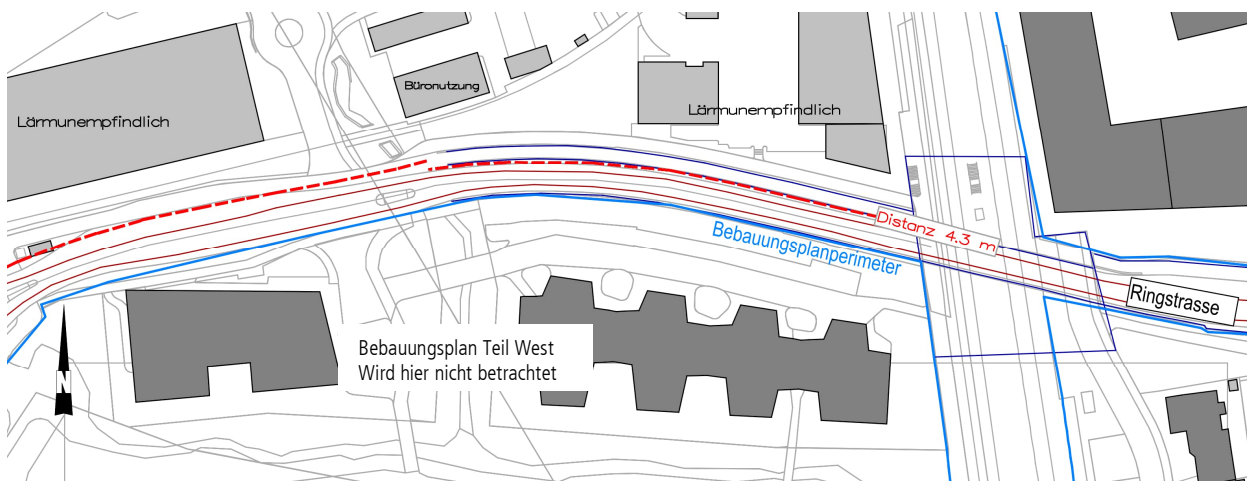 Büronutzung
Lärmunempfindlich
Lärmunempfindlich
Distanz 4.3 m
Bebauungsplanperimeter
Ringstrasse
Bebauungsplan Teil West
Wird hier nicht betrachtet
N